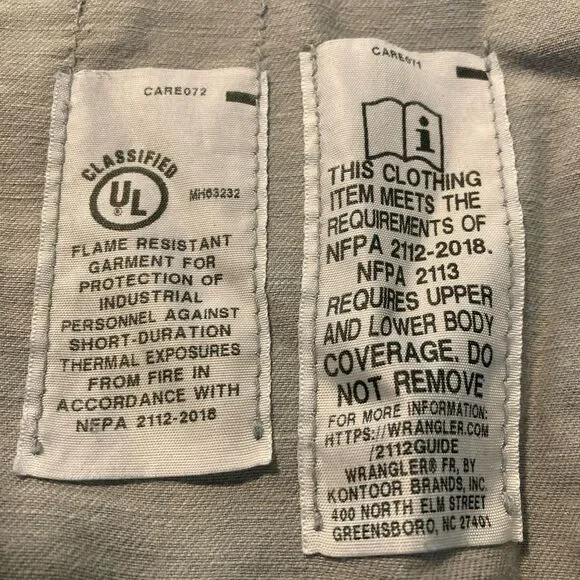 CARE072
CLASSIFIED
UL
®
MH63232
FLAME RESISTANT
GARMENT FOR
PROTECTION OF
INDUSTRIAL
PERSONNEL AGAINST
SHORT-DURATION
THERMAL EXPOSURES
FROM FIRE IN
ACCORDANCE WITH
NFPA 2112-2018
CARE071
i
THIS CLOTHING
ITEM MEETS THE
REQUIREMENTS OF
NFPA 2112-2018.
NFPA 2113
REQUIRES UPPER
AND LOWER BODY
COVERAGE. DO
NOT REMOVE
FOR MORE INFORMATION:
HTTPS://WRANGLER.COM
/2112GUIDE
WRANGLER® FR, BY
KONTOOR BRANDS, INC.
400 NORTH ELM STREET
GREENSBORO, NC 27401